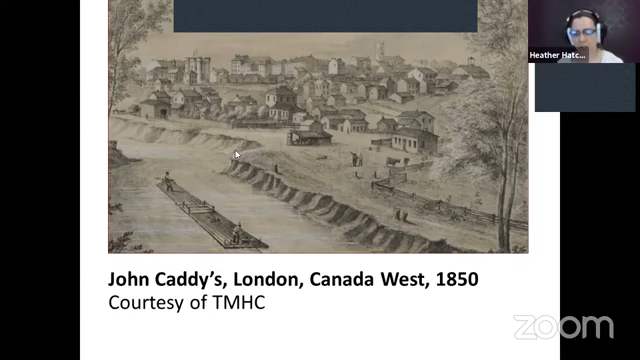 Heather Hatc...
John Caddy's, London, Canada West, 1850
Courtesy of TMHC
zoom